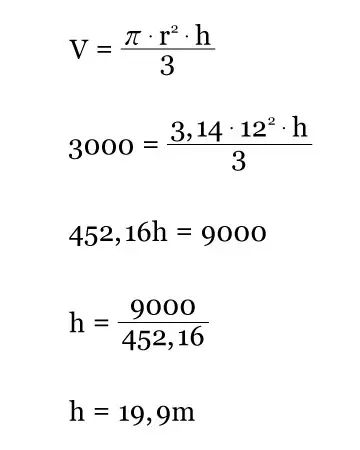 V = π · r² · h / 3
3000 = 3,14 · 12² · h / 3
452,16h = 9000
h = 9000 / 452,16
h = 19,9m